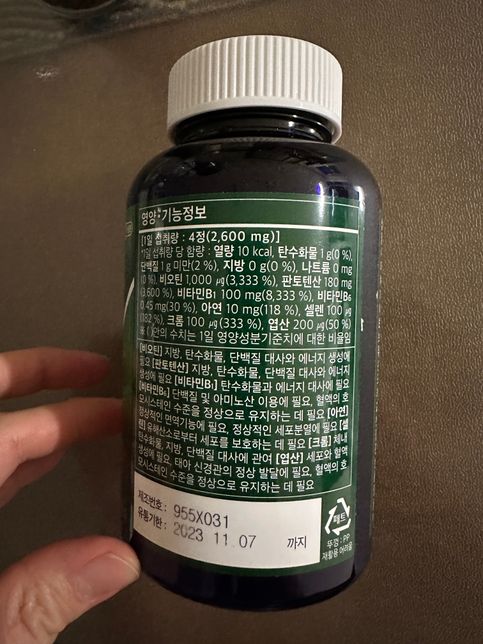 영양·기능정보
[1일 섭취량 : 4정(2,600 mg)]
*1일 섭취량 당 함량 : 열량 10 kcal, 탄수화물 1 g(0 %),
단백질 1 g 미만(2 %), 지방 0 g(0 %), 나트륨 0 mg
(0 %), 비오틴 1,000 μg(3,333 %), 판토텐산 180 mg
(3,600 %), 비타민B₁ 100 mg(8,333 %), 비타민B₆
0.45 mg(30 %), 아연 10 mg(118 %), 셀렌 100 μg
(182 %), 크롬 100 μg (333 %), 엽산 200 μg(50 %)
※ ( )안의 수치는 1일 영양성분기준치에 대한 비율임
[비오틴] 지방, 탄수화물, 단백질 대사와 에너지 생성에
필요 [판토텐산] 지방, 탄수화물, 단백질 대사와 에너지
생성에 필요 [비타민B₁] 탄수화물과 에너지 대사에 필요
[비타민B₆] 단백질 및 아미노산 이용에 필요, 혈액의 호
모시스테인 수준을 정상으로 유지하는 데 필요 [아연]
정상적인 면역기능에 필요, 정상적인 세포분열에 필요 [셀
렌] 유해산소로부터 세포를 보호하는 데 필요 [크롬] 체내
탄수화물, 지방, 단백질 대사에 관여 [엽산] 세포와 혈액
생성에 필요, 태아 신경관의 정상 발달에 필요, 혈액의 호
모시스테인 수준을 정상으로 유지하는 데 필요
제조번호 : 955X031
유통기한 : 2023 11.07 까지
페트
뚜껑 : PP
재활용 어려움